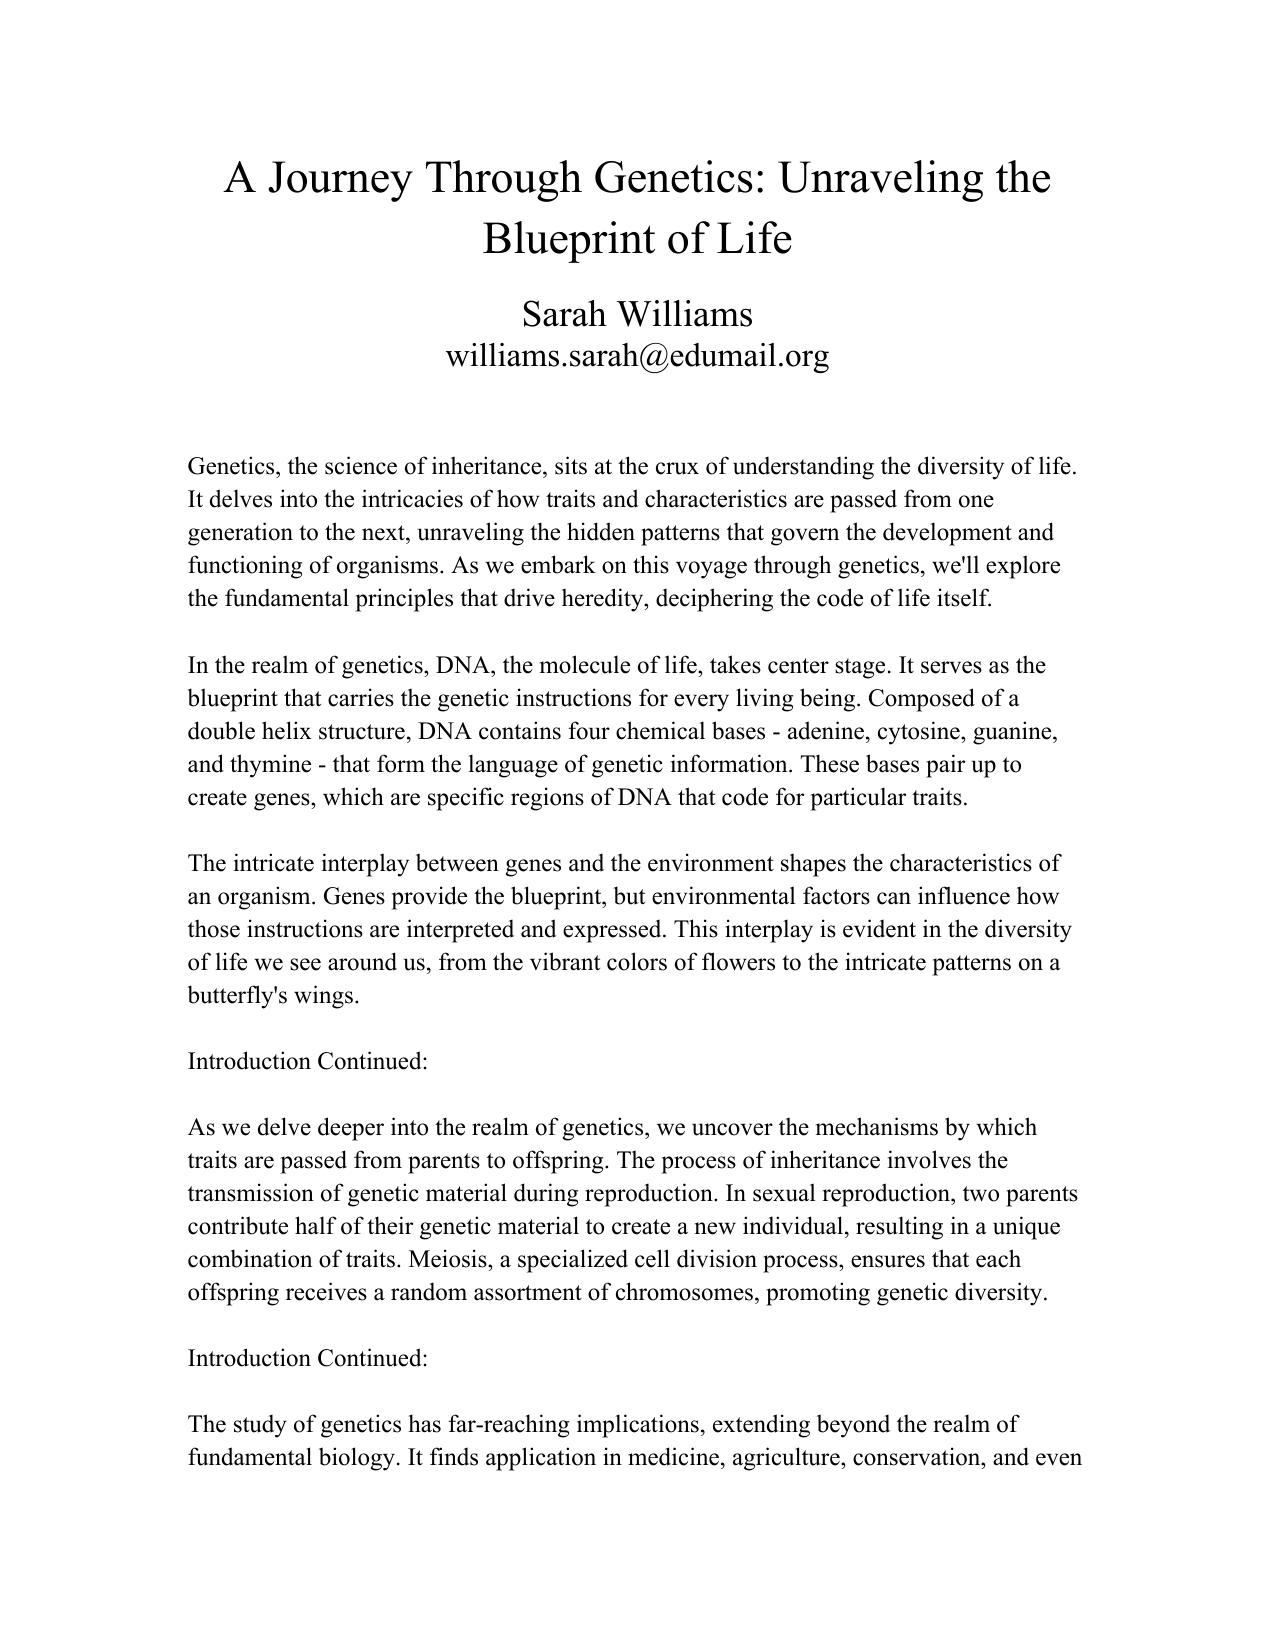 A Journey Through Genetics: Unraveling the
Blueprint of Life
Sarah Williams
williams.sarah@edumail.org
Genetics, the science of inheritance, sits at the crux of understanding the diversity of life.
It delves into the intricacies of how traits and characteristics are passed from one
generation to the next, unraveling the hidden patterns that govern the development and
functioning of organisms. As we embark on this voyage through genetics, we'll explore
the fundamental principles that drive heredity, deciphering the code of life itself.
In the realm of genetics, DNA, the molecule of life, takes center stage. It serves as the
blueprint that carries the genetic instructions for every living being. Composed of a
double helix structure, DNA contains four chemical bases - adenine, cytosine, guanine,
and thymine - that form the language of genetic information. These bases pair up to
create genes, which are specific regions of DNA that code for particular traits.
The intricate interplay between genes and the environment shapes the characteristics of
an organism. Genes provide the blueprint, but environmental factors can influence how
those instructions are interpreted and expressed. This interplay is evident in the diversity
of life we see around us, from the vibrant colors of flowers to the intricate patterns on a
butterfly's wings.
Introduction Continued:
As we delve deeper into the realm of genetics, we uncover the mechanisms by which
traits are passed from parents to offspring. The process of inheritance involves the
transmission of genetic material during reproduction. In sexual reproduction, two parents
contribute half of their genetic material to create a new individual, resulting in a unique
combination of traits. Meiosis, a specialized cell division process, ensures that each
offspring receives a random assortment of chromosomes, promoting genetic diversity.
Introduction Continued:
The study of genetics has far-reaching implications, extending beyond the realm of
fundamental biology. It finds application in medicine, agriculture, conservation, and even